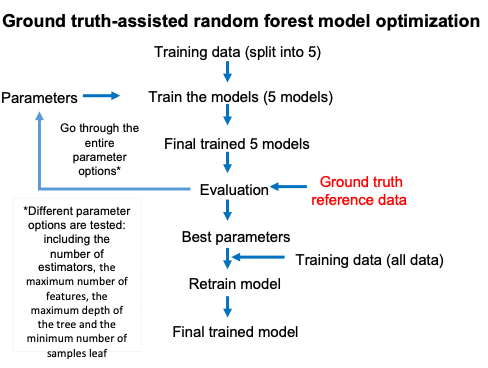 Ground truth-assisted random forest model optimization
Training data (split into 5)
Parameters
Train the models (5 models)
Go through the
entire
parameter
options*
Final trained 5 models
Evaluation
Ground truth
reference data
*Different parameter
options are tested:
including the
number of
estimators, the
maximum number of
features, the
maximum depth of
the tree and the
minimum number of
samples leaf
Best parameters
Training data (all data)
Retrain model
Final trained model